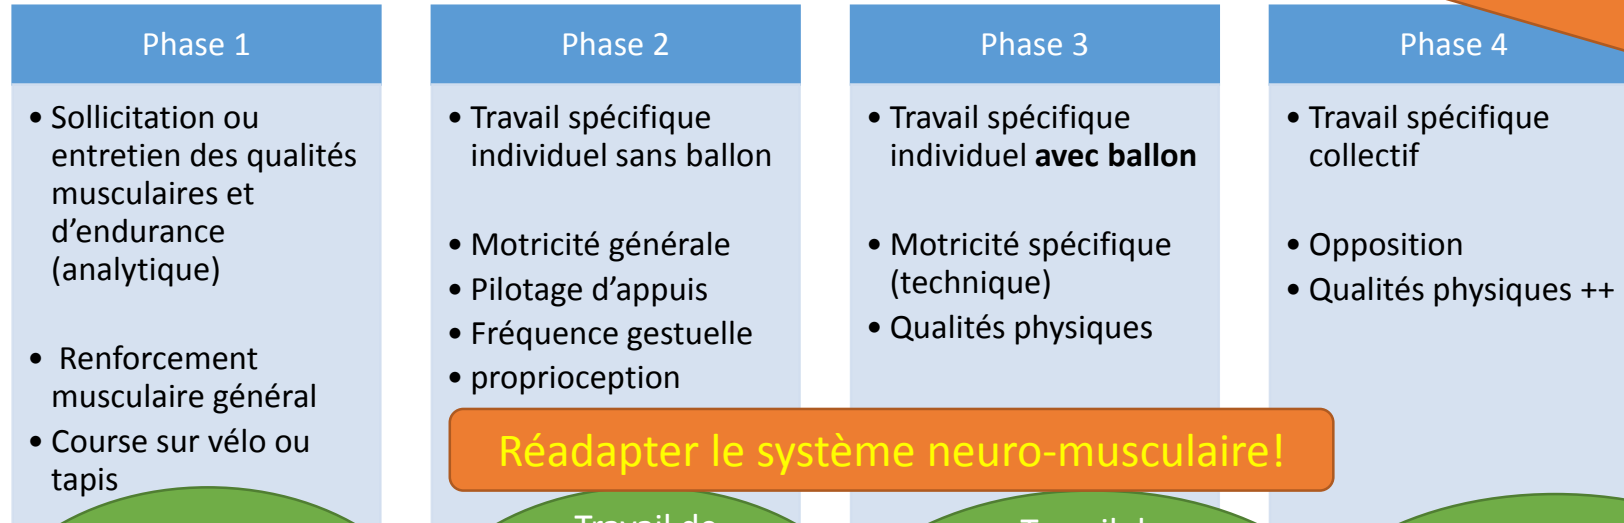 Phase 1
• Sollicitation ou
entretien des qualités
musculaires et
d’endurance
(analytique)
• Renforcement
musculaire général
• Course sur vélo ou
tapis
Phase 2
• Travail spécifique
individuel sans ballon
• Motricité générale
• Pilotage d’appuis
• Fréquence gestuelle
• proprioception
Phase 3
• Travail spécifique
individuel avec ballon
• Motricité spécifique
(technique)
• Qualités physiques
Phase 4
• Travail spécifique
collectif
• Opposition
• Qualités physiques ++
Réadapter le système neuro-musculaire!
Travail de
Travail